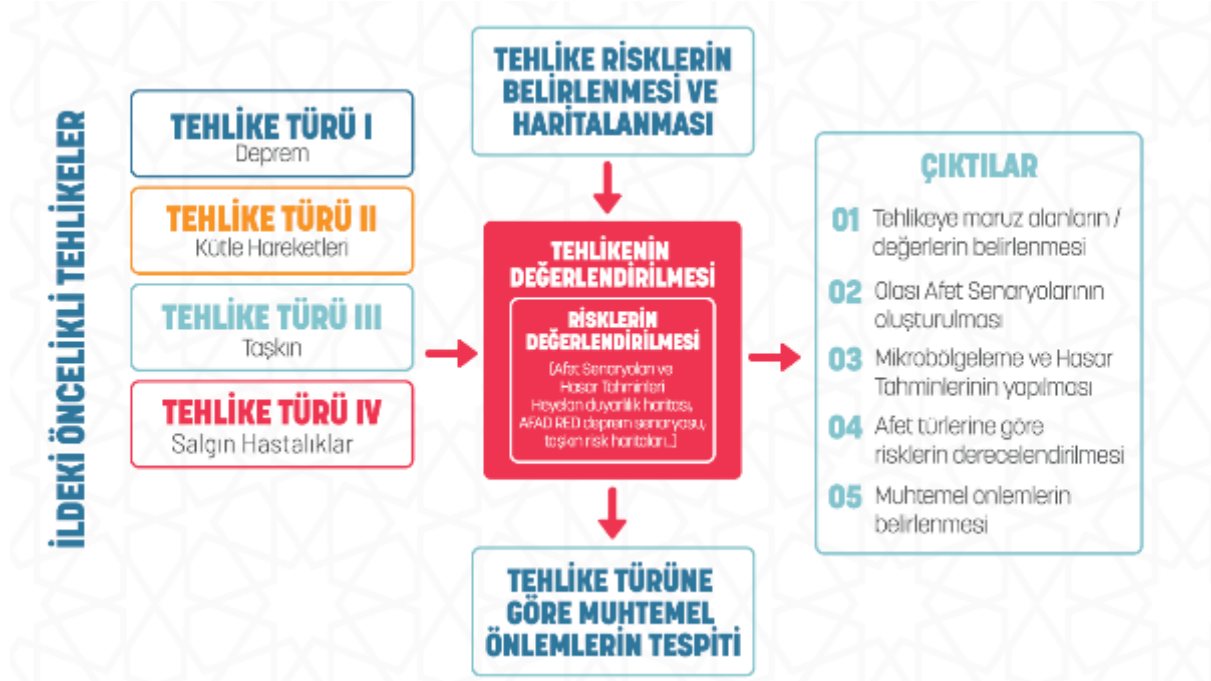 İLDEKİ ÖNCELİKLİ TEHLİKELER
TEHLİKE TÜRÜ I
Deprem
TEHLİKE TÜRÜ II
Kütle Hareketleri
TEHLİKE TÜRÜ III
Taşkın
TEHLİKE TÜRÜ IV
Salgın Hastalıklar
TEHLİKE RİSKLERİN
BELİRLENMESİ VE
HARİTALANMASI
TEHLİKENİN
DEĞERLENDİRİLMESİ
RİSKLERİN
DEĞERLENDİRİLMESİ
(Afet Senaryoları ve
Hasar Tahminleri
Heyelan duyarlılık haritası,
AFAD RED deprem senaryosu,
taşkın risk haritaları...)
TEHLİKE TÜRÜNE
GÖRE MUHTEMEL
ÖNLEMLERİN TESPİTİ
ÇIKTILAR
01 Tehlikeye maruz alanların /
değerlerin belirlenmesi
02 Olası Afet Senaryolarının
oluşturulması
03 Mikrobölgeleme ve Hasar
Tahminlerinin yapılması
04 Afet türlerine göre
risklerin derecelendirilmesi
05 Muhtemel onlemlerin
belirlenmesi